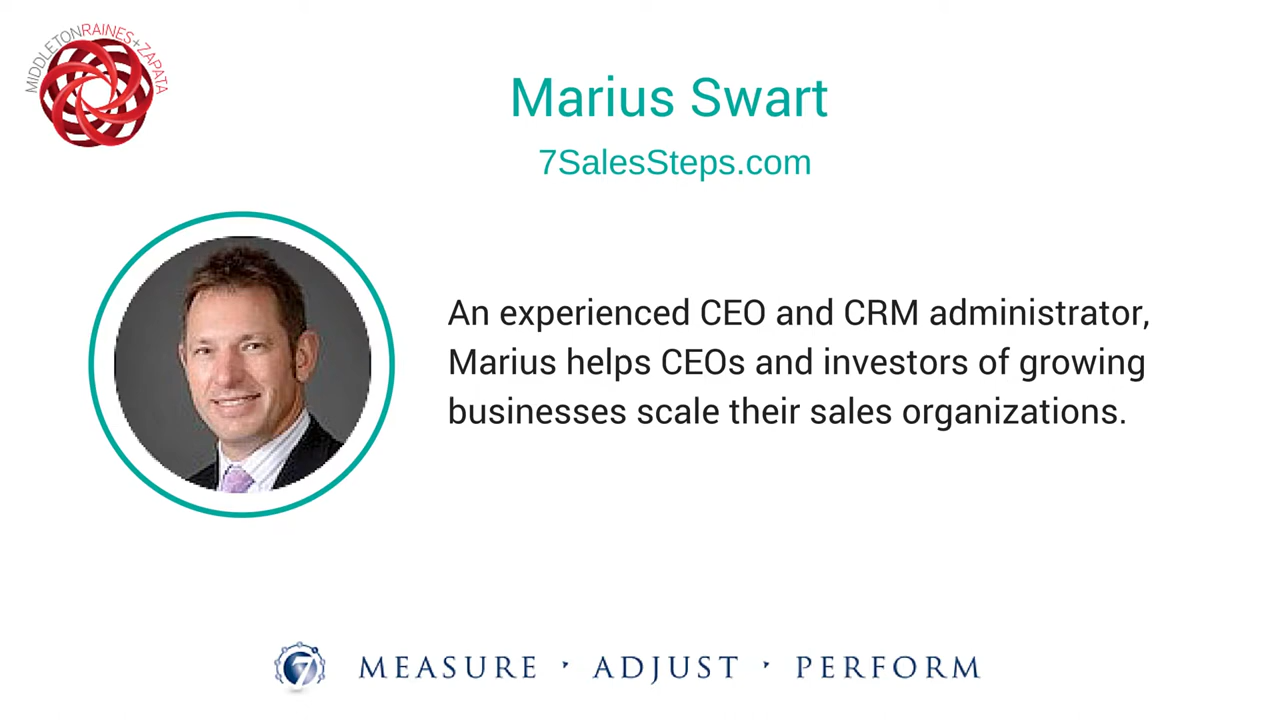 MIDDLETONRAINES+ZAPATA
Marius Swart
7SalesSteps.com
An experienced CEO and CRM administrator,
Marius helps CEOs and investors of growing
businesses scale their sales organizations.
7 MEASURE ‣ ADJUST ‣ PERFORM